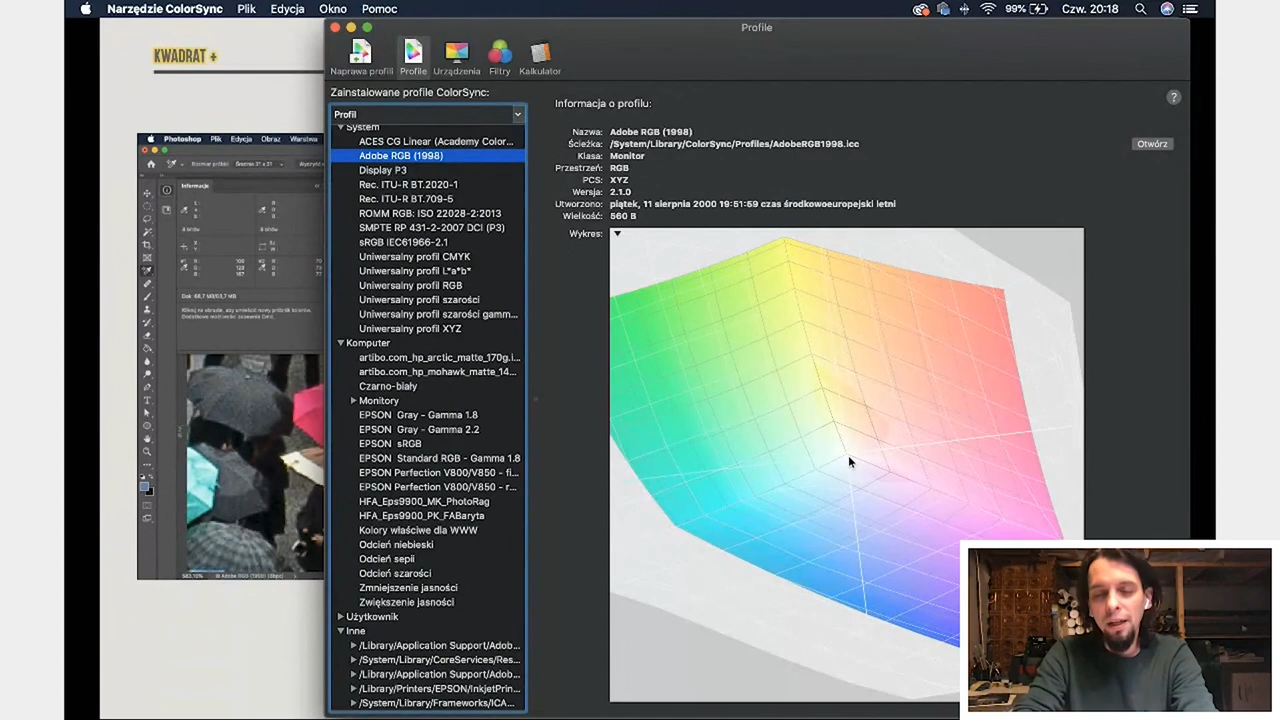 Narzędzie ColorSync Plik Edycja Okno Pomoc 99% Czw. 20:18
KWADRAT +
Profile
Naprawa profili Profile Urządzenia Filtry Kalkulator
Zainstalowane profile ColorSync:
Profil
System
ACES CG Linear (Academy Color...
Adobe RGB (1998)
Display P3
Rec. ITU-R BT.2020-1
Rec. ITU-R BT.709-5
ROMM RGB: ISO 22028-2:2013
SMPTE RP 431-2-2007 DCI (P3)
sRGB IEC61966-2.1
Uniwersalny profil CMYK
Uniwersalny profil L*a*b*
Uniwersalny profil RGB
Uniwersalny profil szarości
Uniwersalny profil szarości gamm...
Uniwersalny profil XYZ
Komputer
artibo.com_hp_arctic_matte_170g.i...
artibo.com_hp_mohawk_matte_14...
Czarno-biały
Monitory
EPSON Gray - Gamma 1.8
EPSON Gray - Gamma 2.2
EPSON sRGB
EPSON Standard RGB - Gamma 1.8
EPSON Perfection V800/V850 - fi...
EPSON Perfection V800/V850 - r...
HFA_Eps9900_MK_PhotoRag
HFA_Eps9900_PK_FABaryta
Kolory właściwe dla WWW
Odcień niebieski
Odcień sepii
Odcień szarości
Zmniejszenie jasności
Zwiększenie jasności
Użytkownik
Inne
/Library/Application Support/Adob...
/System/Library/CoreServices/Res...
/Library/Application Support/Adob...
/Library/Printers/EPSON/InkjetPrin...
/System/Library/Frameworks/ICA...
Informacja o profilu:
?
Nazwa: Adobe RGB (1998)
Ścieżka: /System/Library/ColorSync/Profiles/AdobeRGB1998.icc
Otwórz
Klasa: Monitor
Przestrzeń: RGB
PCS: XYZ
Wersja: 2.1.0
Utworzono: piątek, 11 sierpnia 2000 19:51:59 czas środkowoeuropejski letni
Wielkość: 560 B
Wykres:
Photoshop Plik Edycja Obraz Warstwa
Rozmiar próbki: Średnia 31 x 31
Informacje